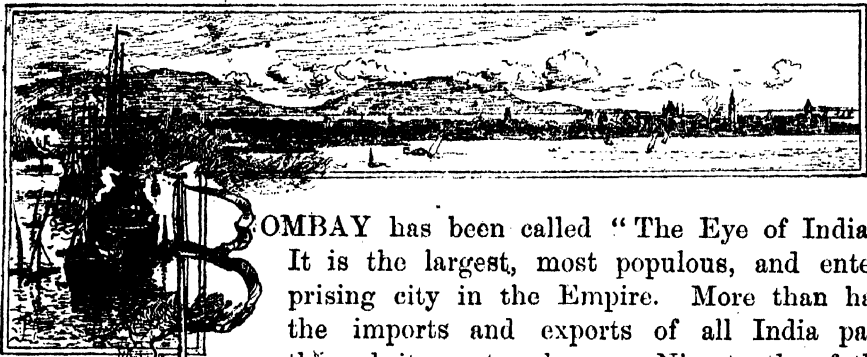 BOMBAY has been called “The Eye of India
It is the largest, most populous, and ente
prising city in the Empire. More than ha
the imports and exports of all India pa